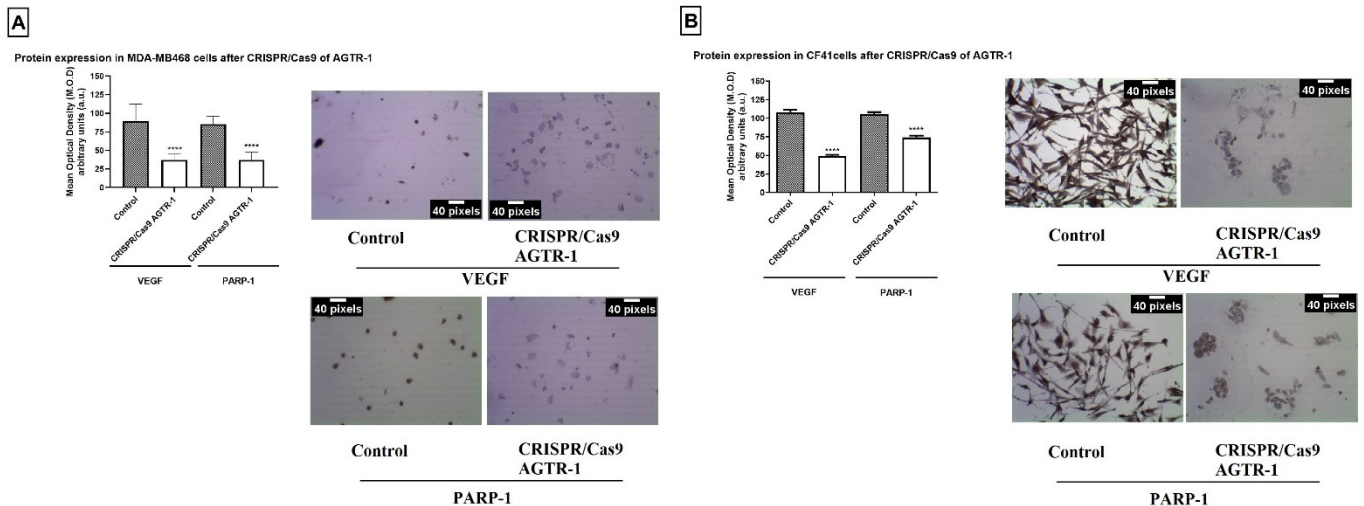 A
Protein expression in MDA-MB468 cells after CRISPR/Cas9 of AGTR-1
Mean Optical Density (M.O.D)
arbitrary units (a.u.)
150
125
100
75
50
25
0
****
****
Control
CRISPR/Cas9 AGTR-1
Control
CRISPR/Cas9 AGTR-1
VEGF
PARP-1
40 pixels
40 pixels
Control
CRISPR/Cas9
AGTR-1
VEGF
40 pixels
40 pixels
Control
CRISPR/Cas9
AGTR-1
PARP-1
B
Protein expression in CF41cells after CRISPR/Cas9 of AGTR-1
Mean Optical Density (M.O.D)
arbitrary units (a.u.)
150
125
100
75
50
25
0
****
****
Control
CRISPR/Cas9 AGTR-1
Control
CRISPR/Cas9 AGTR-1
VEGF
PARP-1
40 pixels
40 pixels
Control
CRISPR/Cas9
AGTR-1
VEGF
40 pixels
40 pixels
Control
CRISPR/Cas9
AGTR-1
PARP-1